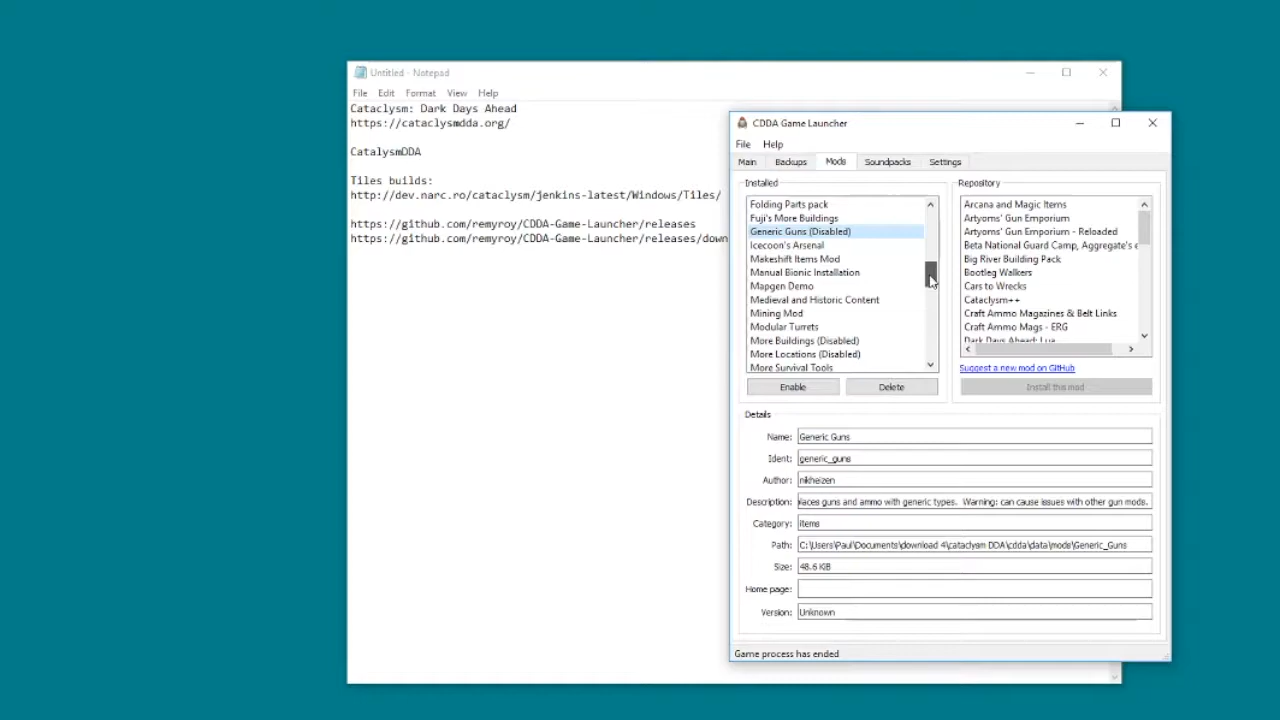 Untitled - Notepad
File Edit Format View Help
Cataclysm: Dark Days Ahead
https://cataclysmdda.org/
CatalysmDDA
Tiles builds:
http://dev.narc.ro/cataclysm/jenkins-latest/Windows/Tiles/
https://github.com/remyroy/CDDA-Game-Launcher/releases
https://github.com/remyroy/CDDA-Game-Launcher/releases/down
CDDA Game Launcher
File Help
Main Backups Mods Soundpacks Settings
Installed
Folding Parts pack
Fuji's More Buildings
Generic Guns (Disabled)
Icecoon's Arsenal
Makeshift Items Mod
Manual Bionic Installation
Mapgen Demo
Medieval and Historic Content
Mining Mod
Modular Turrets
More Buildings (Disabled)
More Locations (Disabled)
More Survival Tools
Enable Delete
Repository
Arcana and Magic Items
Artyoms' Gun Emporium
Artyoms' Gun Emporium - Reloaded
Beta National Guard Camp, Aggregate's e
Big River Building Pack
Bootleg Walkers
Cars to Wrecks
Cataclysm++
Craft Ammo Magazines & Belt Links
Craft Ammo Mags - ERG
Dark Days Ahead: Lua
Suggest a new mod on GitHub
Install this mod
Details
Name: Generic Guns
Ident: generic_guns
Author: nikheizen
Description: laces guns and ammo with generic types. Warning: can cause issues with other gun mods.
Category: items
Path: C:\Users\Paul\Documents\download 4\cataclysm DDA\cdda\data\mods\Generic_Guns
Size: 48.6 KiB
Home page:
Version: Unknown
Game process has ended